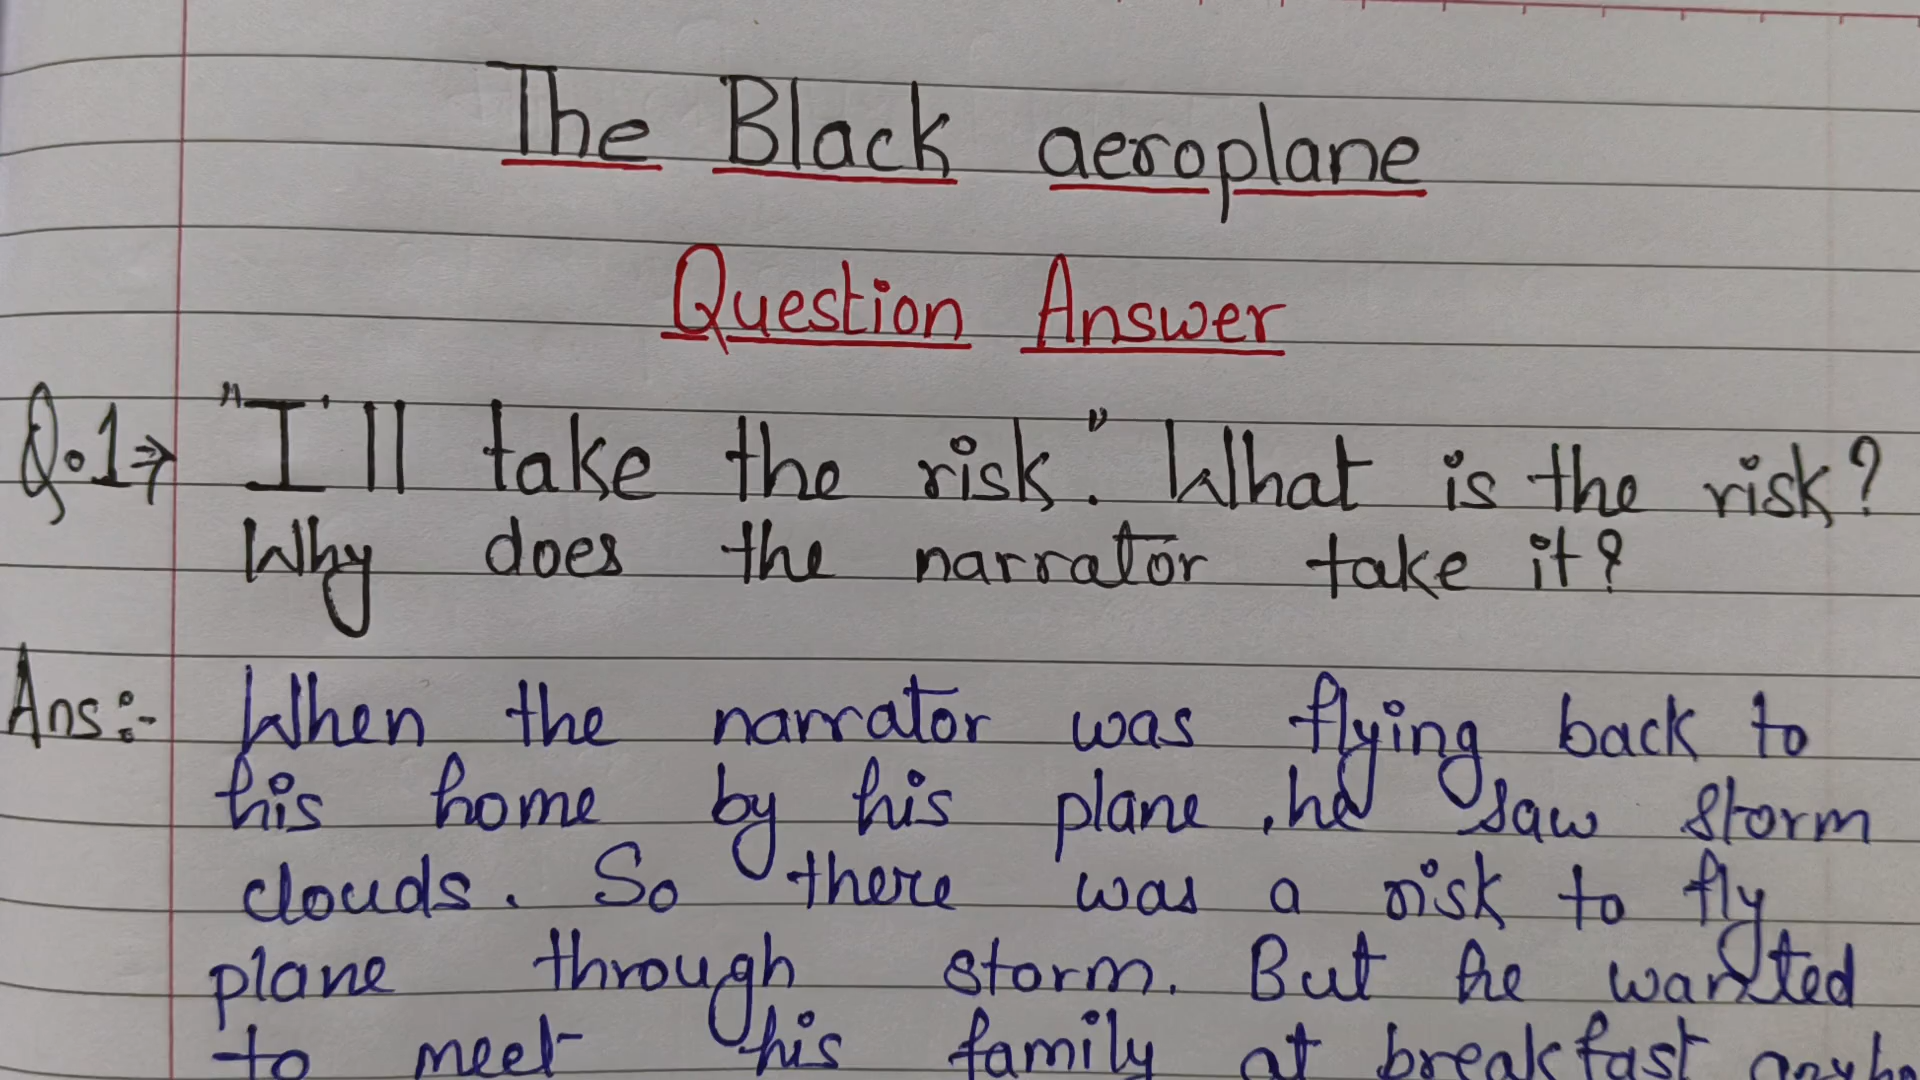 The Black aeroplane
Question Answer
Q.1→ "I'll take the risk." What is the risk?
Why does the narrator take it?
Ans:- When the narrator was flying back to
his home by his plane, he saw storm
clouds. So there was a risk to fly
plane through storm. But he wanted
to meet his family at breakfast